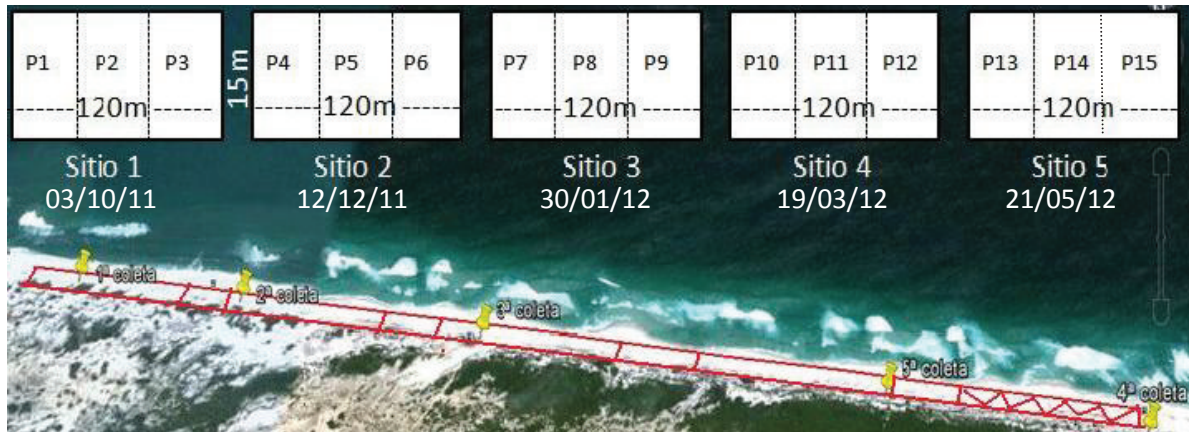 P1 P2 P3
120m
15 m
P4 P5 P6
120m
P7 P8 P9
120m
P10 P11 P12
120m
P13 P14 P15
120m
Sitio 1
03/10/11
Sitio 2
12/12/11
Sitio 3
30/01/12
Sitio 4
19/03/12
Sitio 5
21/05/12
1ª coleta
2ª coleta
3ª coleta
5ª coleta
4ª coleta